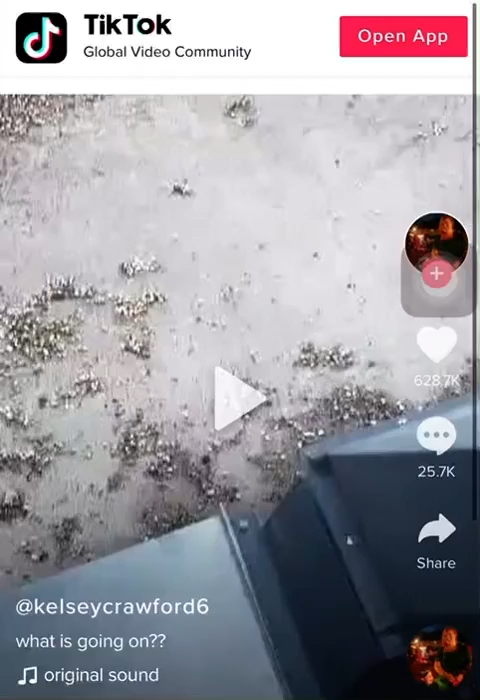 TikTok
Global Video Community
Open App
628.7K
25.7K
Share
@kelseycrawford6
what is going on??
original sound